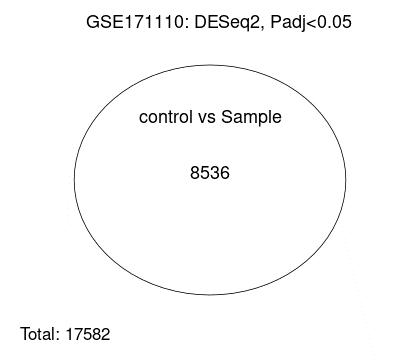 GSE171110: DESeq2, Padj<0.05
control vs Sample
8536
Total: 17582